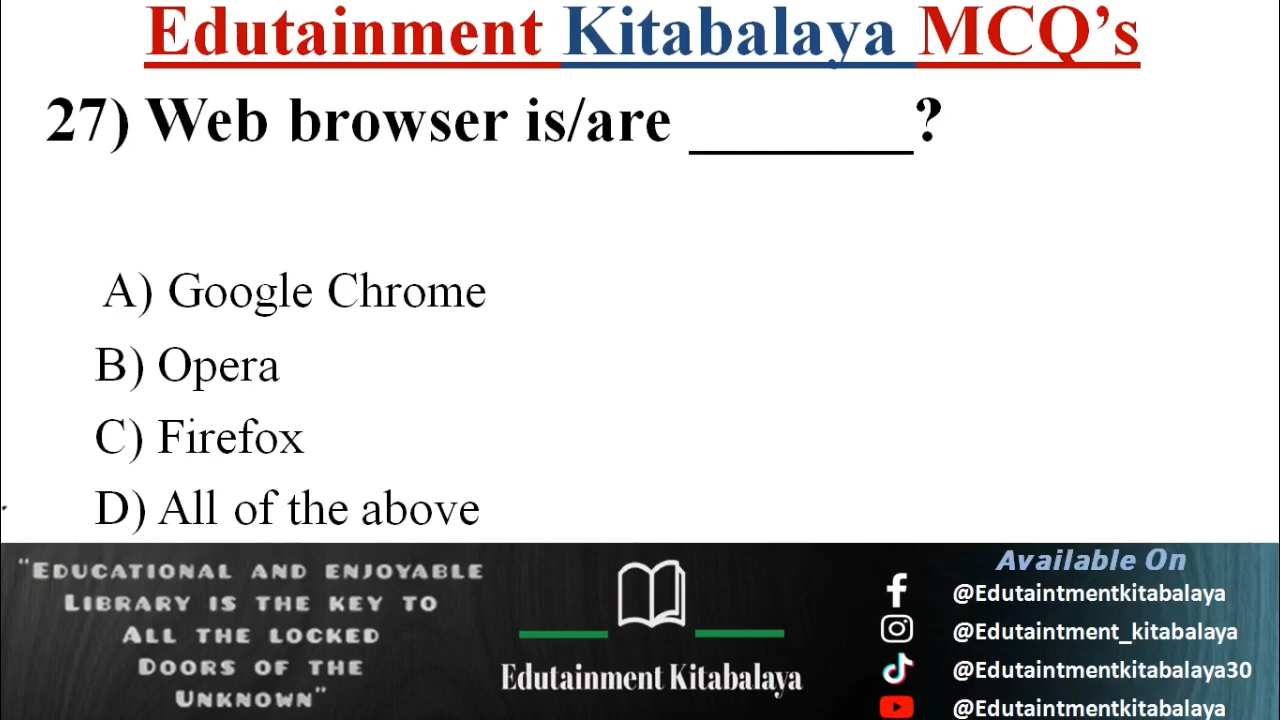 Edutainment Kitabalaya MCQ’s
27) Web browser is/are _______?
A) Google Chrome
B) Opera
C) Firefox
D) All of the above
"Educational and enjoyable
Library is the key to
All the locked
Doors of the
Unknown"
Edutainment Kitabalaya
Available On
@Edutaintmentkitabalaya
@Edutaintment_kitabalaya
@Edutaintmentkitabalaya30
@Edutaintmentkitabalaya